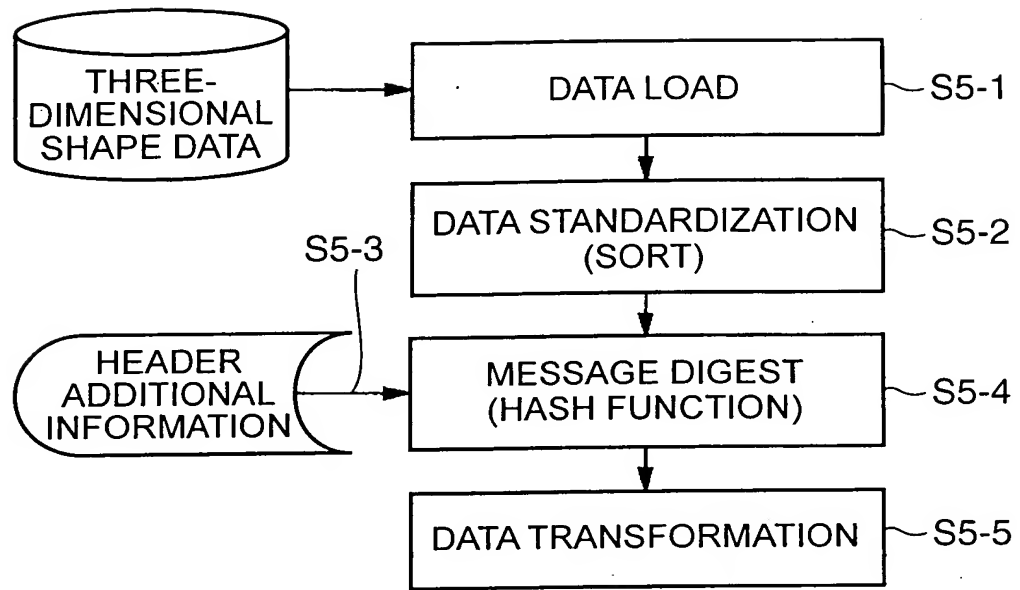 THREE-
DIMENSIONAL
SHAPE DATA
DATA LOAD
S5-1
DATA STANDARDIZATION
(SORT)
S5-2
S5-3
HEADER
ADDITIONAL
INFORMATION
MESSAGE DIGEST
(HASH FUNCTION)
S5-4
DATA TRANSFORMATION
S5-5